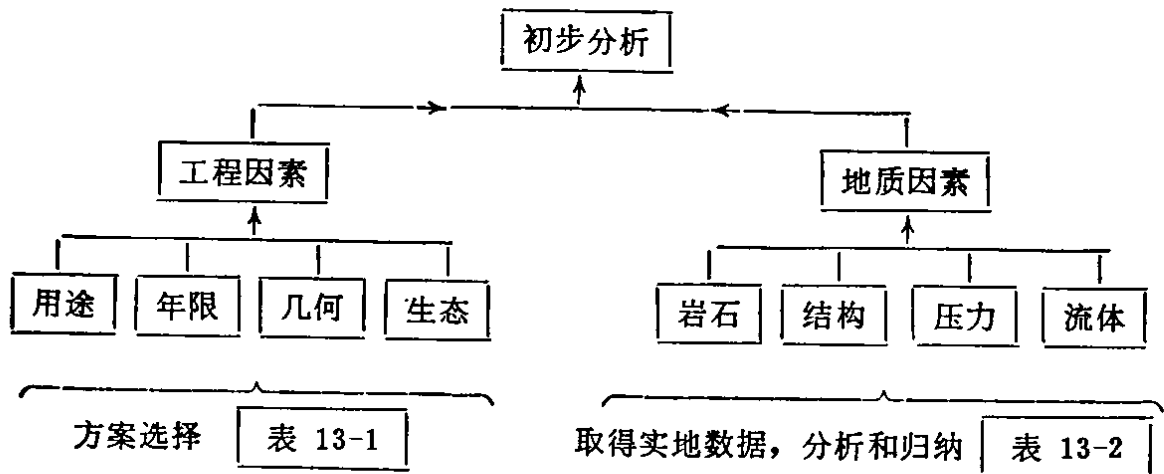 初步分析
工程因素 地质因素
用途 年限 几何 生态 岩石 结构 压力 流体
方案选择 表 13-1 取得实地数据，分析和归纳 表 13-2